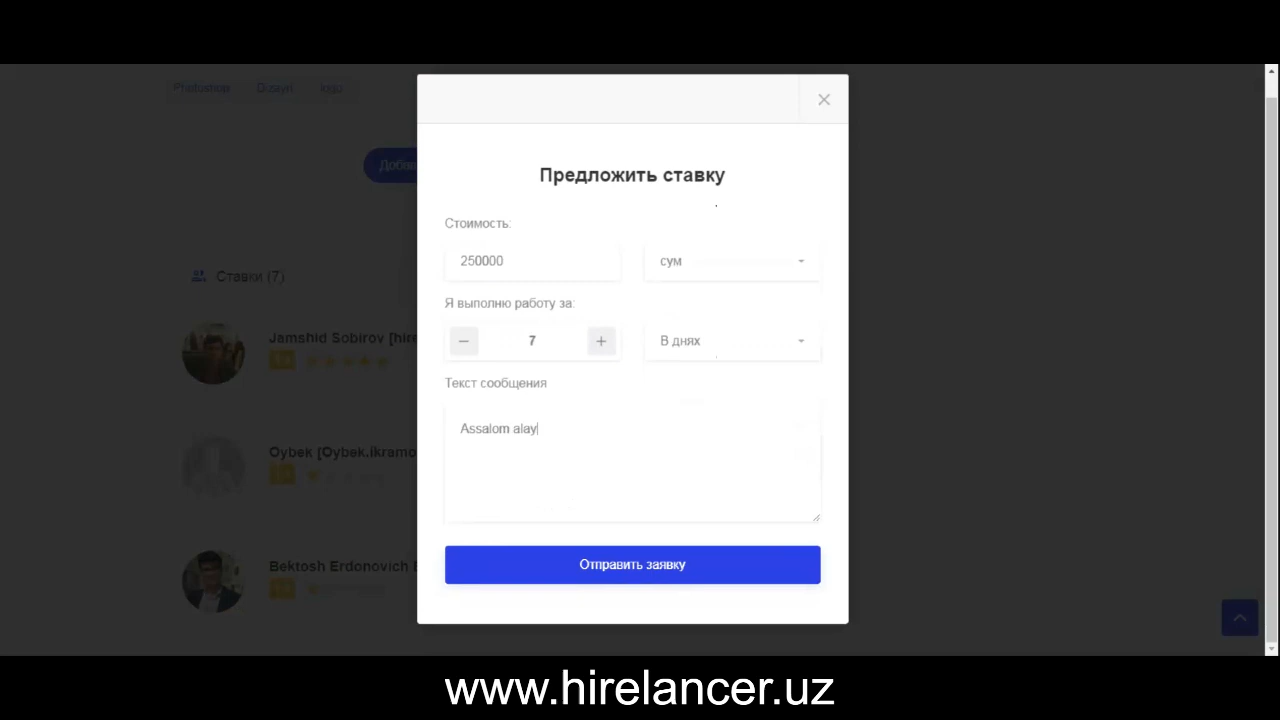 Photoshop Dizayn logo
Предложить ставку
Стоимость:
250000 сум
Ставки (7)
Я выполню работу за:
7 В днях
Jamshid Sobirov [hire
Текст сообщения
Assalom alay
Oybek [Oybek.ikramo
Отправить заявку
Bektosh Erdonovich
www.hirelancer.uz